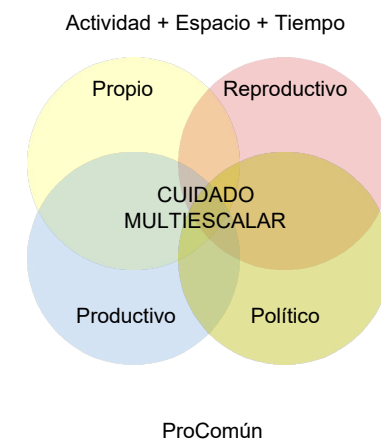 Actividad + Espacio + Tiempo
Propio
Reproductivo
CUIDADO
MULTIESCALAR
Productivo
Político
ProComún